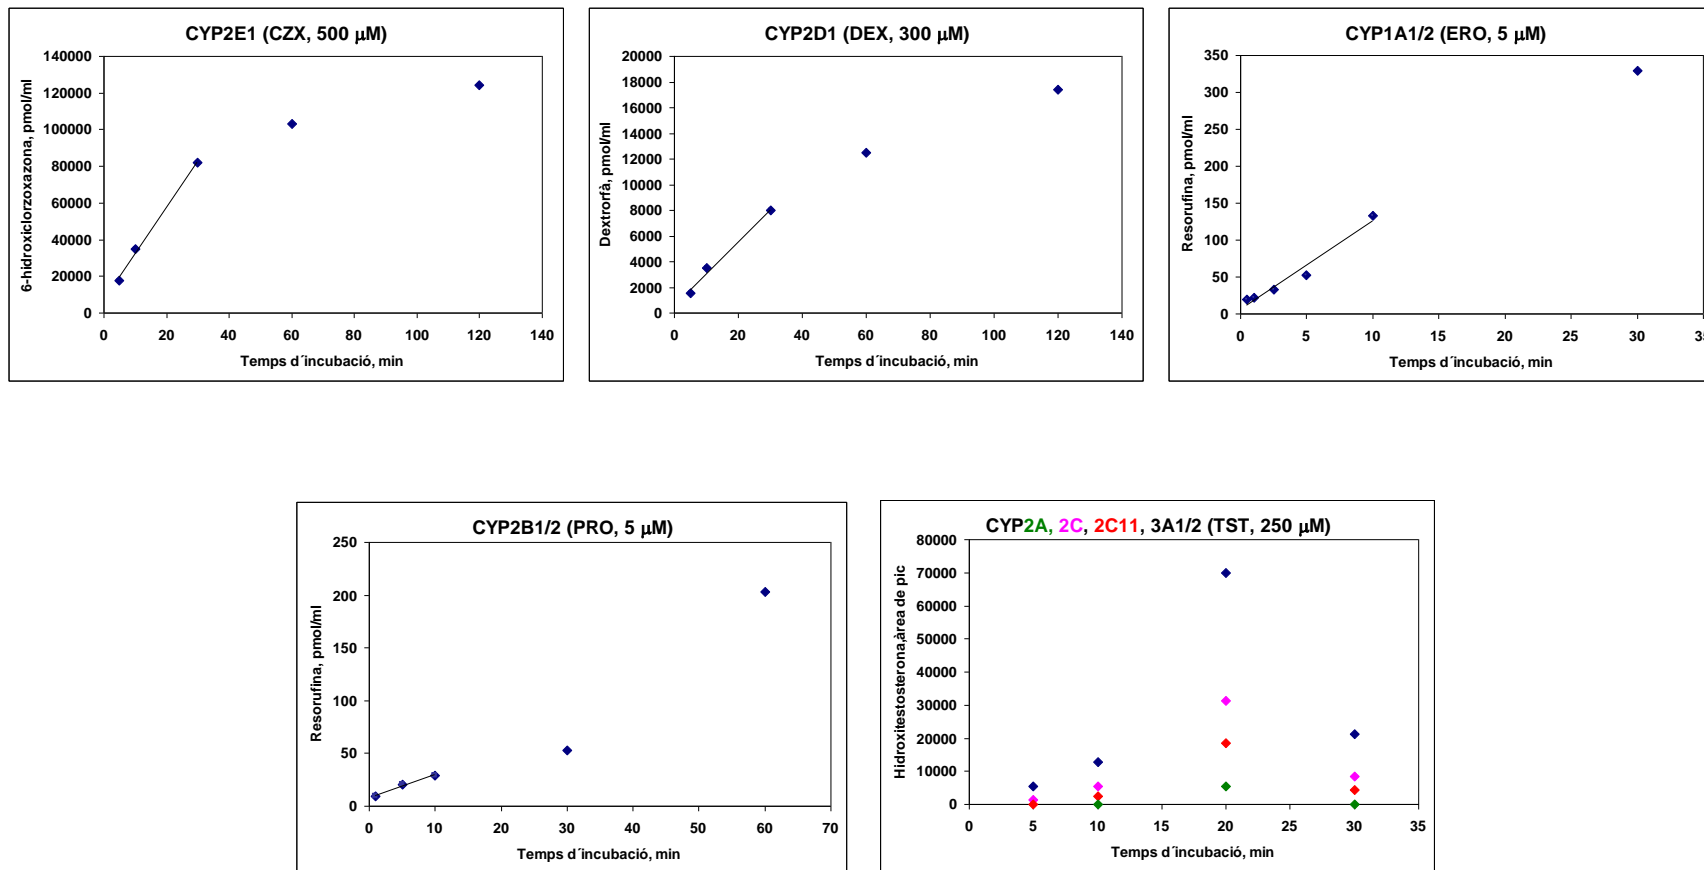 CYP2E1 (CZX, 500 µM)
6-hidroxiclorzoxazona, pmol/ml
140000
120000
100000
80000
60000
40000
20000
0
0 20 40 60 80 100 120 140
Temps d´incubació, min
CYP2D1 (DEX, 300 µM)
Dextrorfà, pmol/ml
20000
18000
16000
14000
12000
10000
8000
6000
4000
2000
0
0 20 40 60 80 100 120 140
Temps d´incubació, min
CYP1A1/2 (ERO, 5 µM)
Resorufina, pmol/ml
350
300
250
200
150
100
50
0
0 5 10 15 20 25 30 35
Temps d´incubació, min
CYP2B1/2 (PRO, 5 µM)
Resorufina, pmol/ml
250
200
150
100
50
0
0 10 20 30 40 50 60 70
Temps d´incubació, min
CYP2A, 2C, 2C11, 3A1/2 (TST, 250 µM)
Hidroxitestosterona,àrea de pic
80000
70000
60000
50000
40000
30000
20000
10000
0
0 5 10 15 20 25 30 35
Temps d´incubació, min